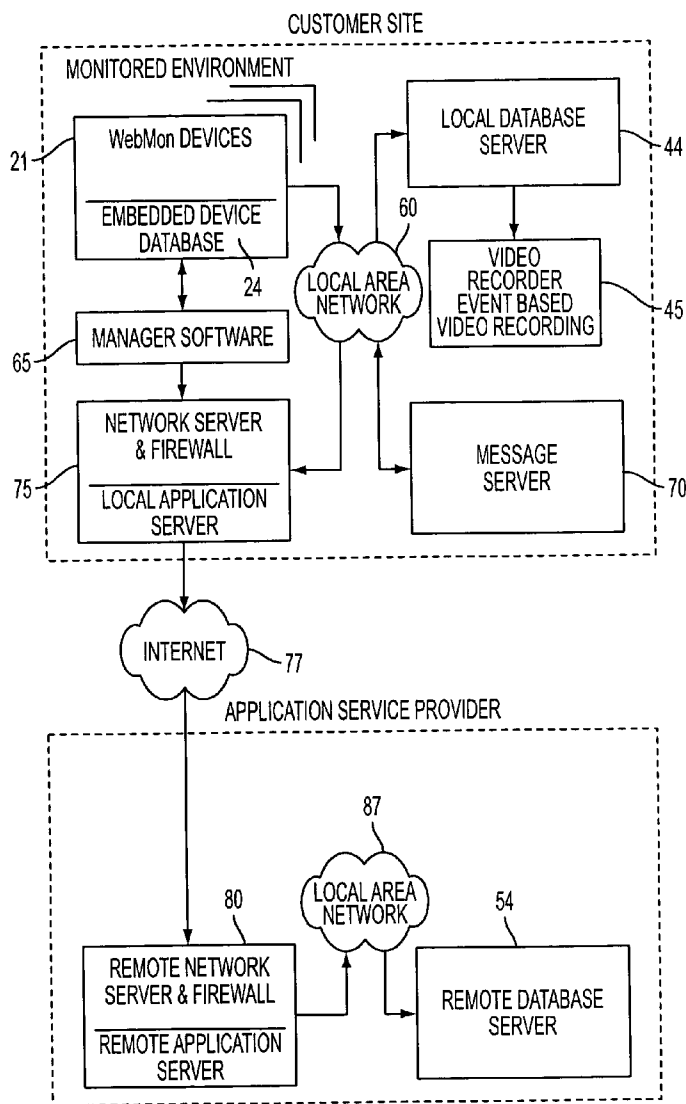 CUSTOMER SITE
MONITORED ENVIRONMENT
21
WebMon DEVICES
EMBEDDED DEVICE
DATABASE
24
LOCAL DATABASE
SERVER
44
60
LOCAL AREA
NETWORK
VIDEO
RECORDER
EVENT BASED
VIDEO RECORDING
45
65
MANAGER SOFTWARE
75
NETWORK SERVER
& FIREWALL
LOCAL APPLICATION
SERVER
MESSAGE
SERVER
70
INTERNET
77
APPLICATION SERVICE PROVIDER
87
LOCAL AREA
NETWORK
80
REMOTE NETWORK
SERVER & FIREWALL
REMOTE APPLICATION
SERVER
54
REMOTE DATABASE
SERVER